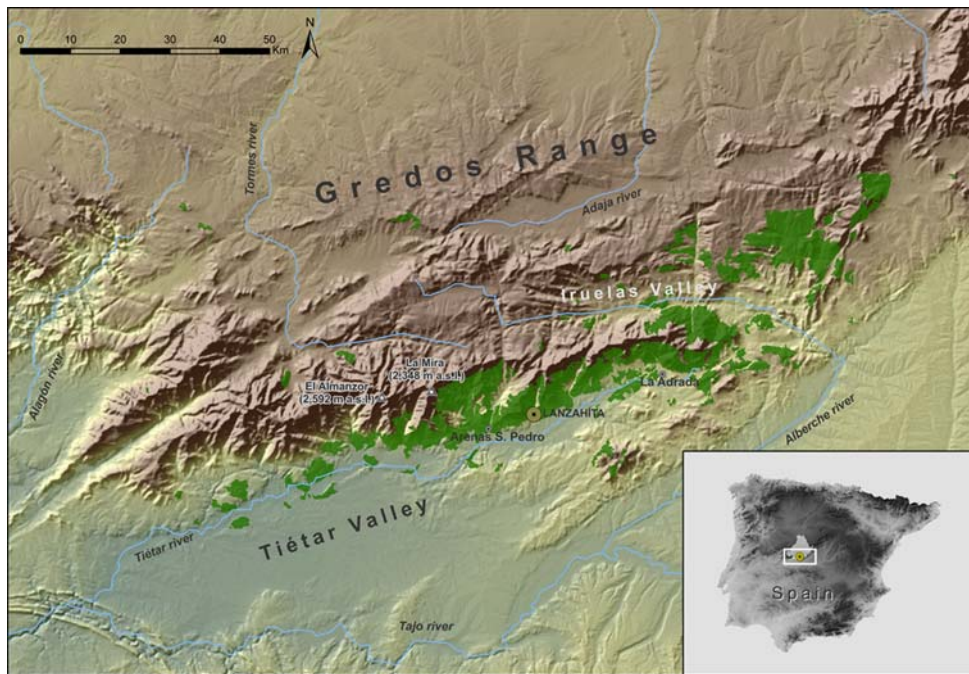 N
0 10 20 30 40 50
Km
Tormes river
Gredos Range
Adaja river
Iruelas Valley
Alagón river
La Mira
(2.348 m a.s.l.)
El Almanzor
(2.592 m a.s.l.)
La Adrada
LANZAHÍTA
Arenas S. Pedro
Alberche river
Tiétar river
Tiétar Valley
Tajo river
Spain